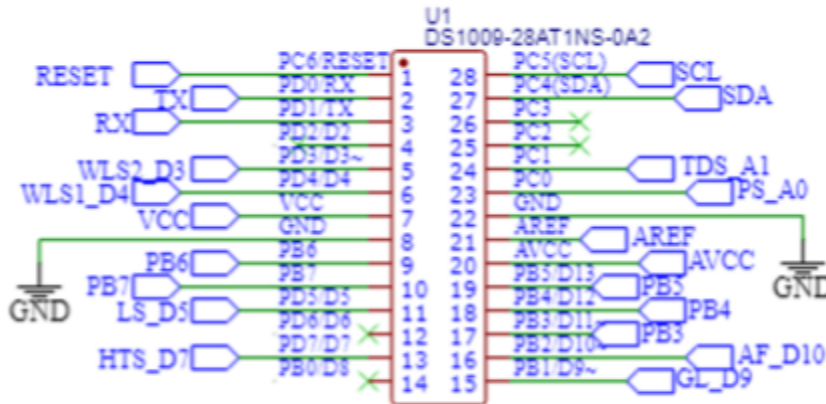 U1
DS1009-28AT1NS-0A2
RESET PC6/RESET 1 28 PC5(SCL) SCL
TX PD0/RX 2 27 PC4(SDA) SDA
RX PD1/TX 3 26 PC3
PD2/D2 4 25 PC2
WLS2_D3 PD3/D3~ 5 24 PC1 TDS_A1
WLS1_D4 PD4/D4 6 23 PC0 TPS_A0
VCC VCC 7 22 GND GND
GND GND 8 21 AREF AREF
PB6 PB6 9 20 AVCC AVCC
PB7 PB7 10 19 PB5/D13 PB5
LS_D5 PD5/D5 11 18 PB4/D12 PB4
PD6/D6 12 17 PB3/D11~ PB3
HTS_D7 PD7/D7 13 16 PB2/D10~ AF_D10
PB0/D8 14 15 PB1/D9~ GL_D9